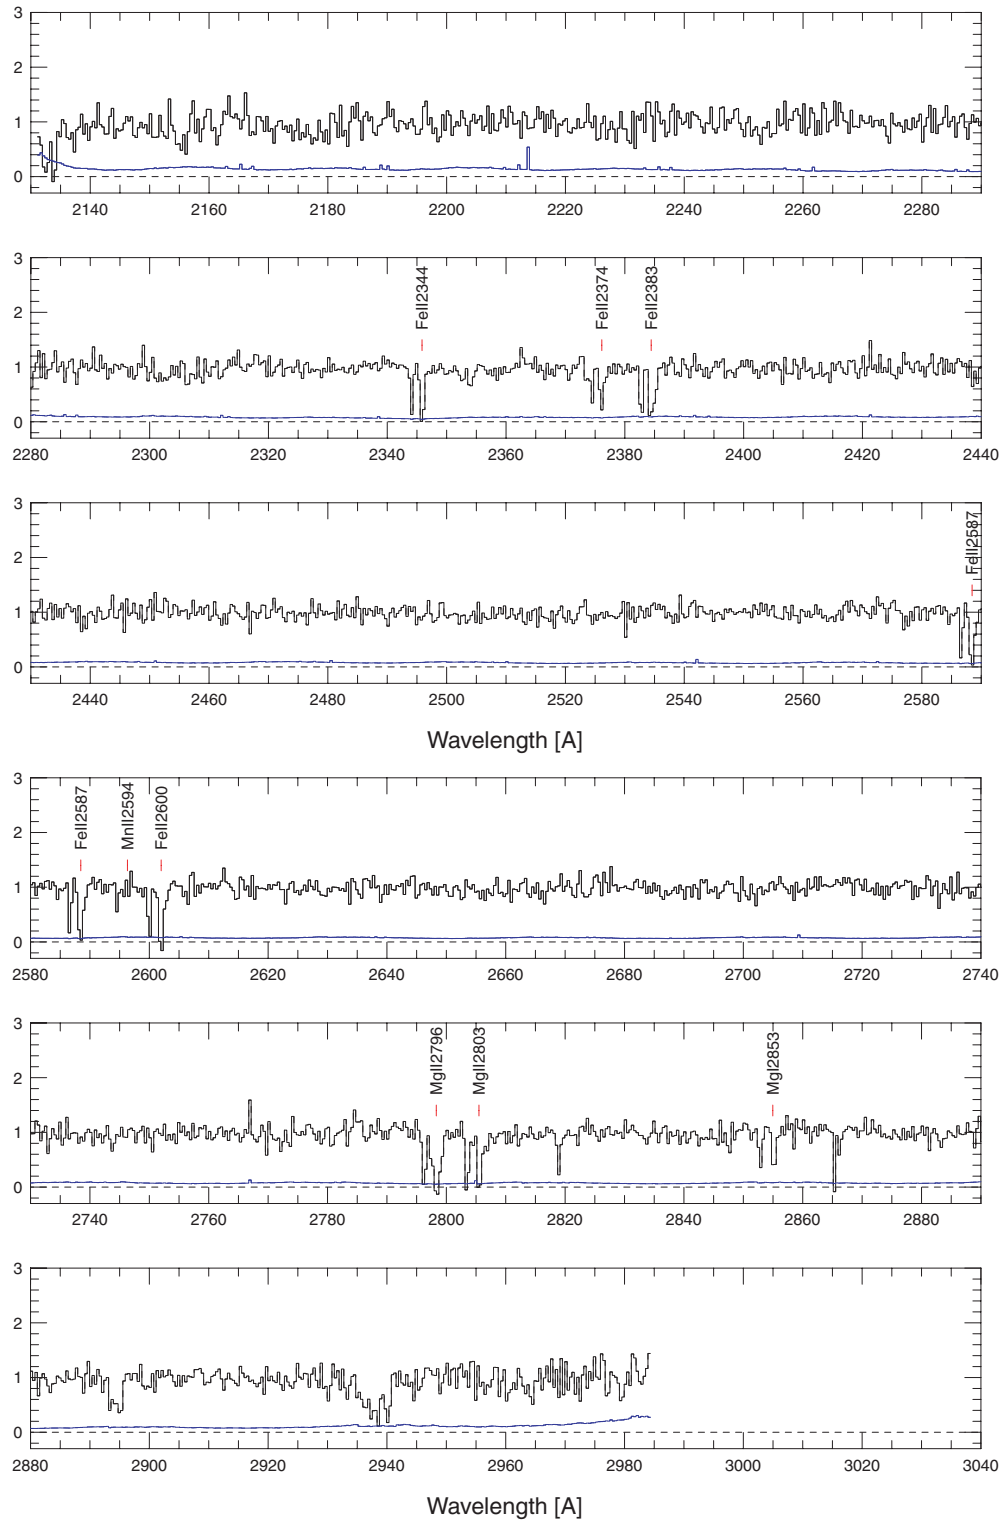 3
2
1
0
2140 2160 2180 2200 2220 2240 2260 2280
FeII2344 FeII2374 FeII2383
3
2
1
0
2280 2300 2320 2340 2360 2380 2400 2420 2440
FeII2587
3
2
1
0
2440 2460 2480 2500 2520 2540 2560 2580
Wavelength [A]
FeII2587 MnII2594 FeII2600
3
2
1
0
2580 2600 2620 2640 2660 2680 2700 2720 2740
MgII2796 MgII2803 MgI2853
3
2
1
0
2740 2760 2780 2800 2820 2840 2860 2880
3
2
1
0
2880 2900 2920 2940 2960 2980 3000 3020 3040
Wavelength [A]